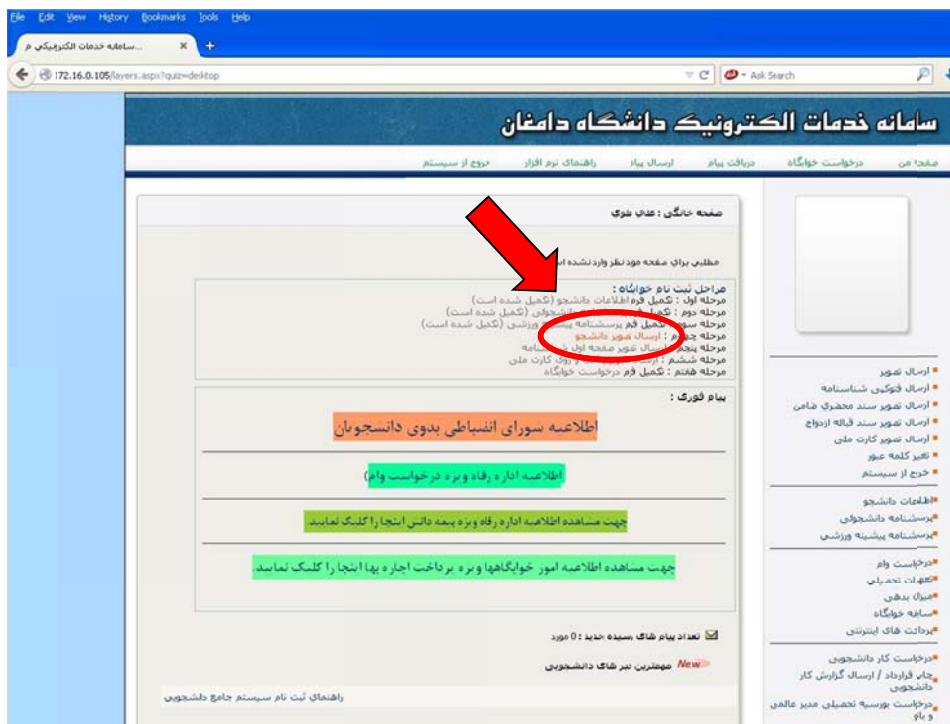 File Edit View History Bookmarks Tools Help
سامانه خدمات الکترونیکی م...
172.16.0.105/layers.aspx?quiz=desktop
Ask Search
سامانه خدمات الکترونیک دانشگاه دامغان
صفحه من درخواست خوابگاه دریافت پیام ارسال پیام راهنمای نرم افزار خروج از سیستم
صفحه خانگی :
مطلبی برای صفحه مورد نظر وارد نشده
مراحل ثبت نام خوابگاه :
مرحله اول : تکمیل فرم اطلاعات دانشجو (تکمیل شده است)
مرحله دوم : تکمیل فرم دانشجوئی (تکمیل شده است)
مرحله سوم : تکمیل فرم پرسشنامه پیشینه ورزشی (تکمیل شده است)
مرحله چهارم : ارسال تصویر دانشجو
مرحله پنجم : ارسال تصویر صفحه اول شناسنامه
مرحله ششم : ارسال روی کارت ملی
مرحله هفتم : تکمیل فرم درخواست خوابگاه
پیام فوری :
اطلاعیه شورای انضباطی بدوی دانشجویان
اطلاعیه اداره رفاه ویژه درخواست وام)
جهت مشاهده اطلاعیه اداره رفاه ویژه بیمه دانش اینجا را کلیک نمایید.
جهت مشاهده اطلاعیه امور خوابگاهها ویژه پرداخت اجاره بها اینجا را کلیک نمایید.
تعداد پیام های رسیده جدید : 0 مورد
New مهمترین خبر های دانشجویی
راهنمای ثبت نام سیستم جامع دانشجویی
ارسال تصویر
ارسال فتوکپی شناسنامه
ارسال تصویر سند محضری ضامن
ارسال تصویر سند قباله ازدواج
ارسال تصویر کارت ملی
تغییر کلمه عبور
خروج از سیستم
اطلاعات دانشجو
پرسشنامه دانشجوئی
پرسشنامه پیشینه ورزشی
درخواست وام
تعهدات تحصیلی
میزان بدهی
سابقه خوابگاه
پرداخت های اینترنتی
درخواست کار دانشجویی
چاپ قرارداد / ارسال گزارش کار
دانشجویی
درخواست بورسیه تحصیلی مدیر عالمی
و باو